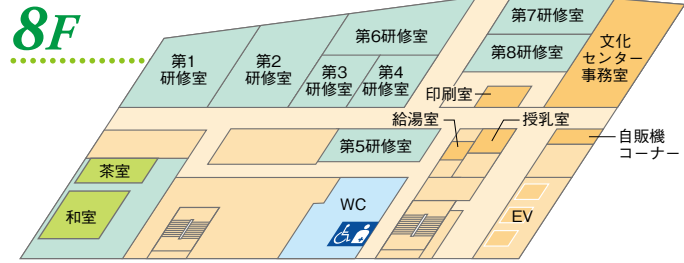 8F
第1
研修室
第2
研修室
第6研修室
第3
研修室
第4
研修室
第7研修室
第8研修室
文化
センター
事務室
印刷室
給湯室
授乳室
自販機
コーナー
第5研修室
茶室
和室
WC
EV